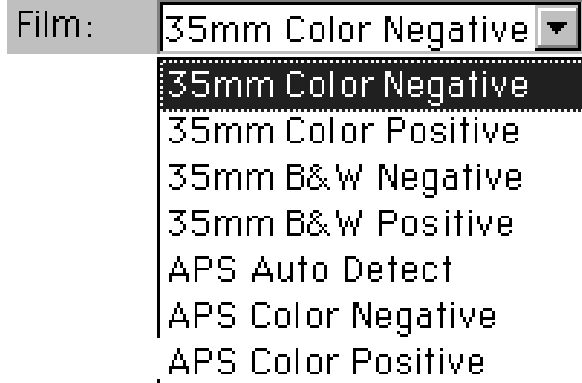 Film: 35mm Color Negative
35mm Color Negative
35mm Color Positive
35mm B&W Negative
35mm B&W Positive
APS Auto Detect
APS Color Negative
APS Color Positive